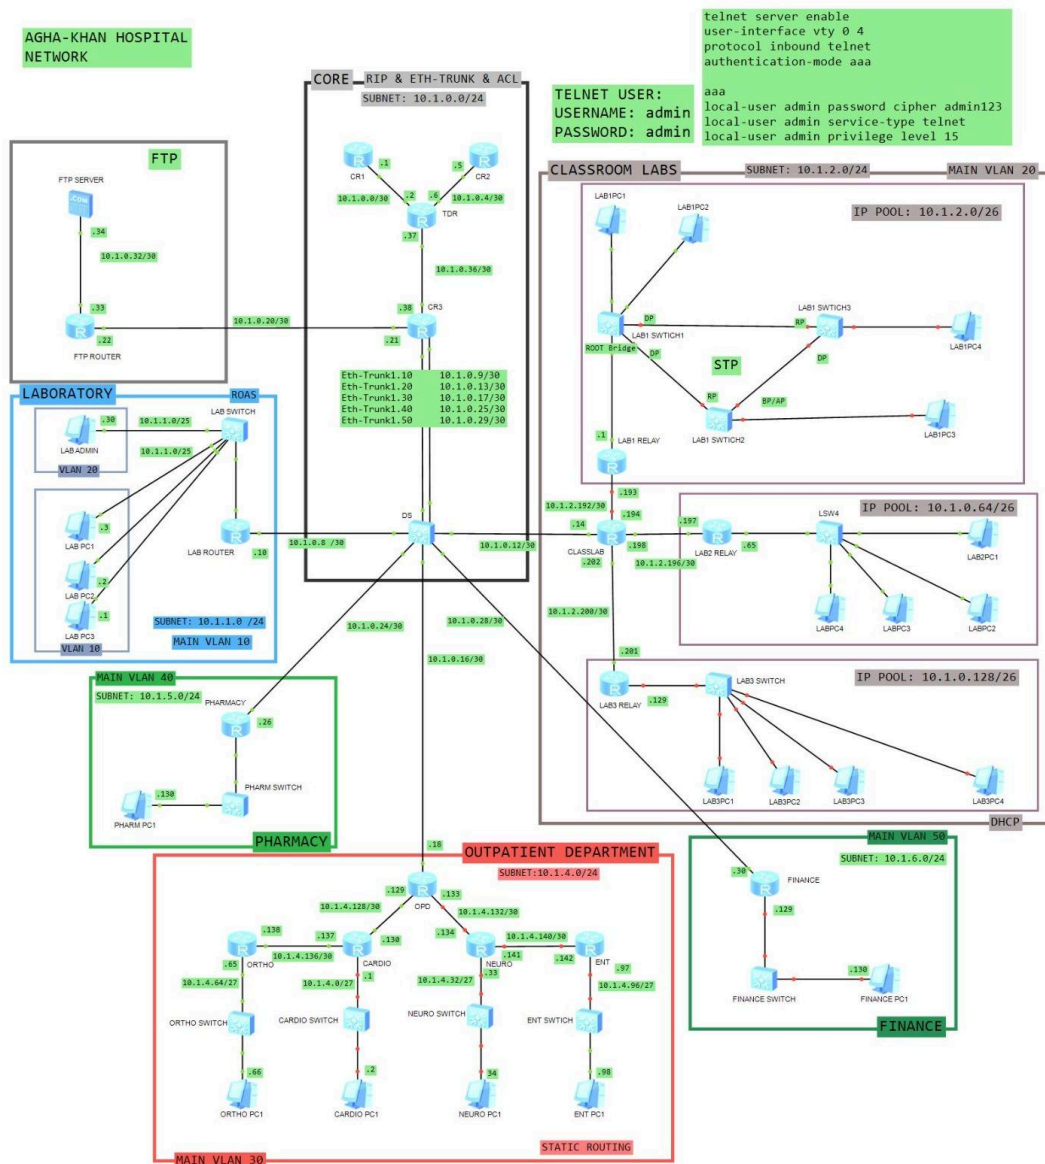 AGHA-KHAN HOSPITAL
NETWORK
telnet server enable
user-interface vty 0 4
protocol inbound telnet
authentication-mode aaa
aaa
local-user admin password cipher admin123
local-user admin service-type telnet
local-user admin privilege level 15
TELNET USER:
USERNAME: admin
PASSWORD: admin
CORE
RIP & ETH-TRUNK & ACL
SUBNET: 10.1.0.0/24
CR1
.1
.5
CR2
10.1.0.0/30
.2
.6
10.1.0.4/30
TDR
.37
10.1.0.36/30
.38
CR3
.21
Eth-Trunk1.10 10.1.0.9/30
Eth-Trunk1.20 10.1.0.13/30
Eth-Trunk1.30 10.1.0.17/30
Eth-Trunk1.40 10.1.0.25/30
Eth-Trunk1.50 10.1.0.29/30
DS
FTP
FTP SERVER
.COM
.34
10.1.0.32/30
.33
.22
FTP ROUTER
10.1.0.20/30
LABORATORY
ROAS
LAB SWITCH
.30
10.1.1.0/25
LAB ADMIN
10.1.1.0/25
VLAN 20
.3
LAB PC1
.2
LAB PC2
.1
LAB PC3
VLAN 10
LAB ROUTER
.10
10.1.0.8 /30
SUBNET: 10.1.1.0 /24
MAIN VLAN 10
CLASSROOM LABS
SUBNET: 10.1.2.0/24
MAIN VLAN 20
LAB1PC1
LAB1PC2
IP POOL: 10.1.2.0/26
LAB1 SWTICH3
DP
RP
LAB1 SWTICH1
ROOT Bridge
DP
STP
DP
LAB1PC4
RP
BP/AP
LAB1 SWTICH2
LAB1PC3
.1
LAB1 RELAY
.193
10.1.2.192/30
.194
.14
CLASSLAB
.198
.202
10.1.0.12/30
.197
10.1.2.196/30
LAB2 RELAY
.65
LSW4
IP POOL: 10.1.0.64/26
LAB2PC1
LABPC4
LABPC3
LABPC2
10.1.2.200/30
.201
LAB3 RELAY
.129
LAB3 SWITCH
IP POOL: 10.1.0.128/26
LAB3PC1
LAB3PC2
LAB3PC3
LAB3PC4
DHCP
10.1.0.24/30
10.1.0.28/30
10.1.0.16/30
MAIN VLAN 40
SUBNET: 10.1.5.0/24
PHARMACY
.26
PHARM SWITCH
.130
PHARM PC1
PHARMACY
OUTPATIENT DEPARTMENT
SUBNET:10.1.4.0/24
.18
OPD
.129
.133
10.1.4.128/30
10.1.4.132/30
.138
.137
.130
.134
10.1.4.140/30
ORTHO
10.1.4.136/30
CARDIO
NEURO
.141
.142
ENT
.65
.1
.33
.97
10.1.4.64/27
10.1.4.0/27
10.1.4.32/27
10.1.4.96/27
ORTHO SWITCH
CARDIO SWITCH
NEURO SWITCH
ENT SWTICH
.66
.2
34
.98
ORTHO PC1
CARDIO PC1
NEURO PC1
ENT PC1
STATIC ROUTING
MAIN VLAN 30
MAIN VLAN 50
SUBNET: 10.1.6.0/24
.30
FINANCE
.129
.130
FINANCE SWITCH
FINANCE PC1
FINANCE